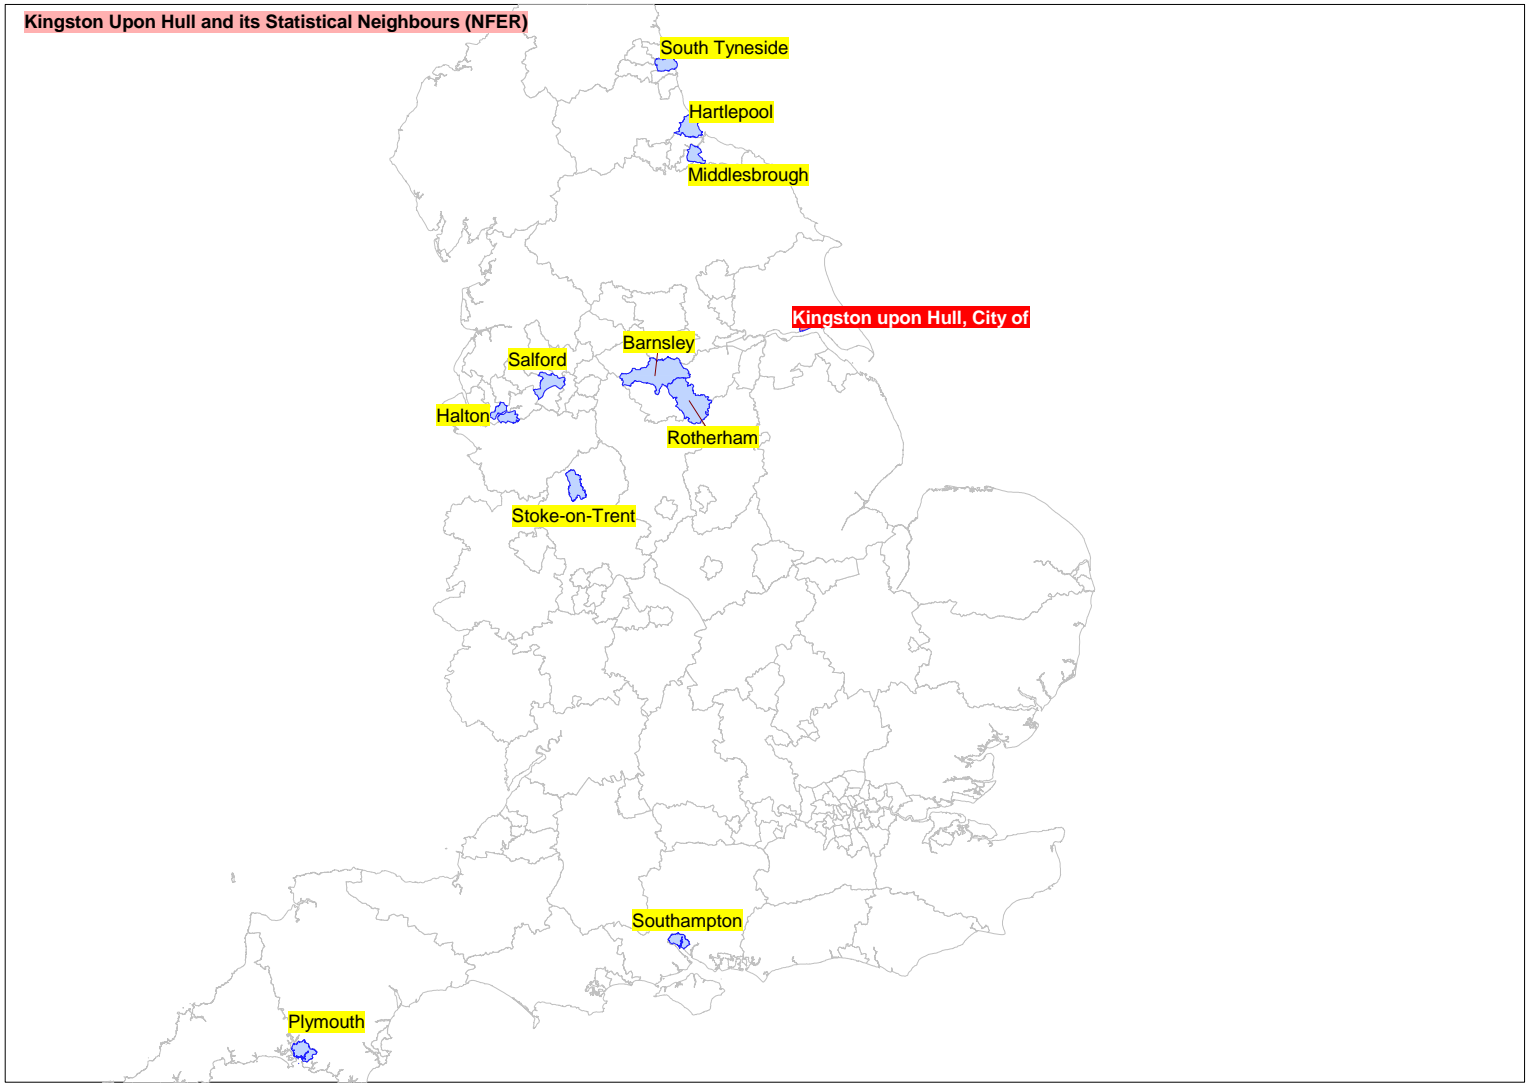 Kingston Upon Hull and its Statistical Neighbours (NFER)
South Tyneside
Hartlepool
Middlesbrough
Kingston upon Hull, City of
Barnsley
Salford
Halton
Rotherham
Stoke-on-Trent
Southampton
Plymouth